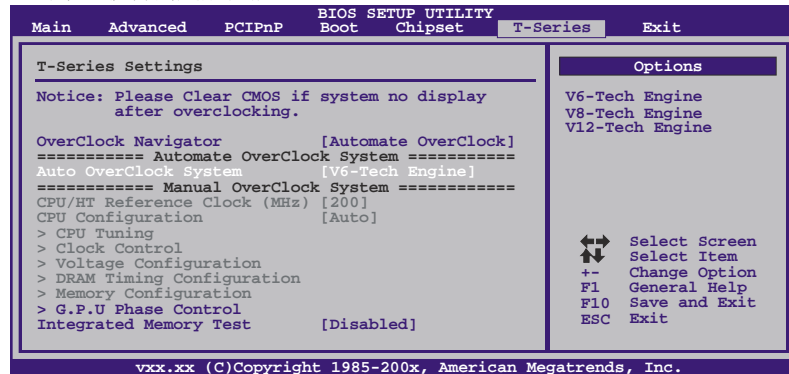 BIOS SETUP UTILITY
Main Advanced PCIPnP Boot Chipset T-Series Exit
T-Series Settings
Notice: Please Clear CMOS if system no display
after overclocking.
OverClock Navigator [Automate OverClock]
=========== Automate OverClock System ===========
Auto OverClock System [V6-Tech Engine]
============ Manual OverClock System ============
CPU/HT Reference Clock (MHz) [200]
CPU Configuration [Auto]
> CPU Tuning
> Clock Control
> Voltage Configuration
> DRAM Timing Configuration
> Memory Configuration
> G.P.U Phase Control
Integrated Memory Test [Disabled]
Options
V6-Tech Engine
V8-Tech Engine
V12-Tech Engine
Select Screen
Select Item
+- Change Option
F1 General Help
F10 Save and Exit
ESC Exit
vxx.xx (C)Copyright 1985-200x, American Megatrends, Inc.